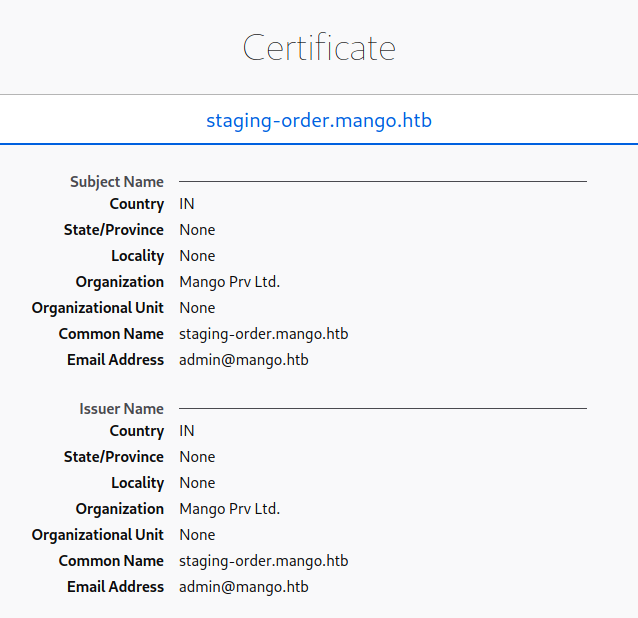 Certificate
staging-order.mango.htb
Subject Name
Country IN
State/Province None
Locality None
Organization Mango Prv Ltd.
Organizational Unit None
Common Name staging-order.mango.htb
Email Address admin@mango.htb
Issuer Name
Country IN
State/Province None
Locality None
Organization Mango Prv Ltd.
Organizational Unit None
Common Name staging-order.mango.htb
Email Address admin@mango.htb